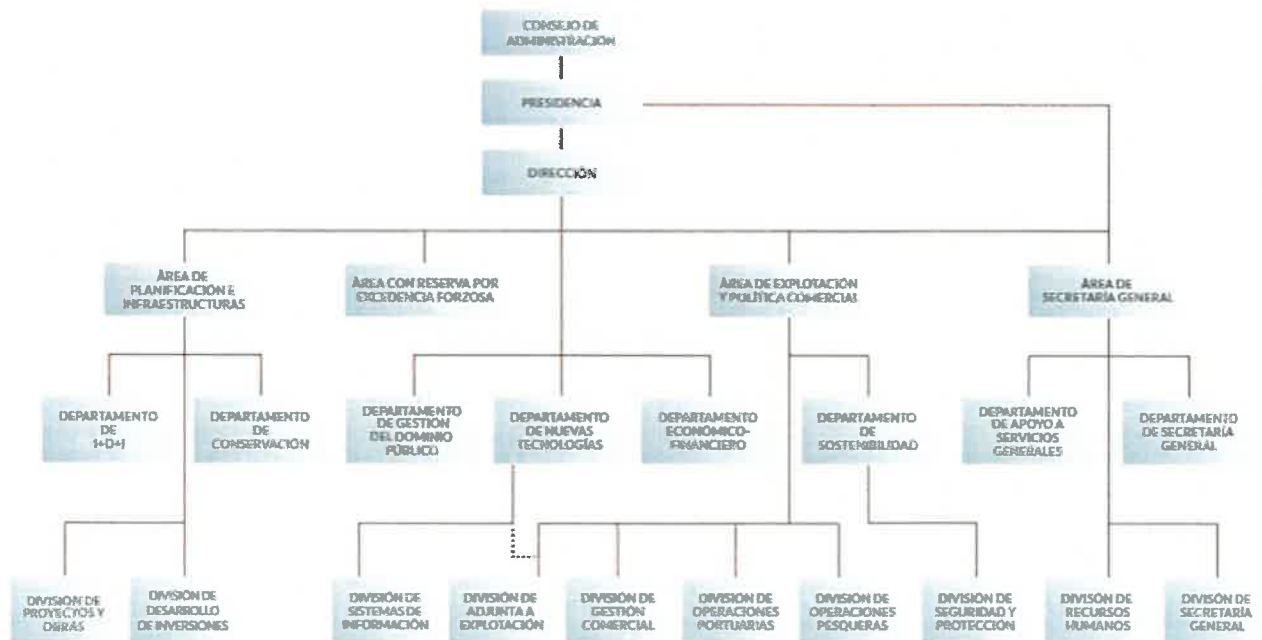 CONSEJO DE
ADMINISTRACIÓN
PRESIDENCIA
DIRECCIÓN
ÁREA DE
PLANIFICACIÓN E
INFRAESTRUCTURAS
ÁREA CON RESERVA POR
EXCEDENCIA FORZOSA
ÁREA DE EXPLOTACIÓN
Y POLÍTICA COMERCIAL
ÁREA DE
SECRETARÍA GENERAL
DEPARTAMENTO
DE
I+D+I
DEPARTAMENTO
DE
CONSERVACIÓN
DEPARTAMENTO
DE GESTIÓN
DEL DOMINIO
PÚBLICO
DEPARTAMENTO
DE NUEVAS
TECNOLOGÍAS
DEPARTAMENTO
ECONÓMICO-
FINANCIERO
DEPARTAMENTO
DE
SOSTENIBILIDAD
DEPARTAMENTO
DE APOYO A
SERVICIOS
GENERALES
DEPARTAMENTO
DE SECRETARÍA
GENERAL
DIVISIÓN DE
PROYECTOS Y
OBRAS
DIVISIÓN DE
DESARROLLO
DE INVERSIONES
DIVISIÓN DE
SISTEMAS DE
INFORMACIÓN
DIVISIÓN DE
ADJUNTA A
EXPLOTACIÓN
DIVISIÓN DE
GESTIÓN
COMERCIAL
DIVISIÓN DE
OPERACIONES
PORTUARIAS
DIVISIÓN DE
OPERACIONES
PESQUERAS
DIVISIÓN DE
SEGURIDAD Y
PROTECCIÓN
DIVISIÓN DE
RECURSOS
HUMANOS
DIVISIÓN DE
SECRETARÍA
GENERAL